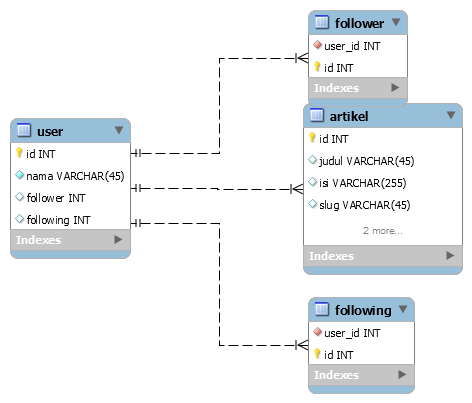 follower
user_id INT
id INT
Indexes
user
id INT
nama VARCHAR(45)
follower INT
following INT
Indexes
artikel
id INT
judul VARCHAR(45)
isi VARCHAR(255)
slug VARCHAR(45)
2 more...
Indexes
following
user_id INT
id INT
Indexes